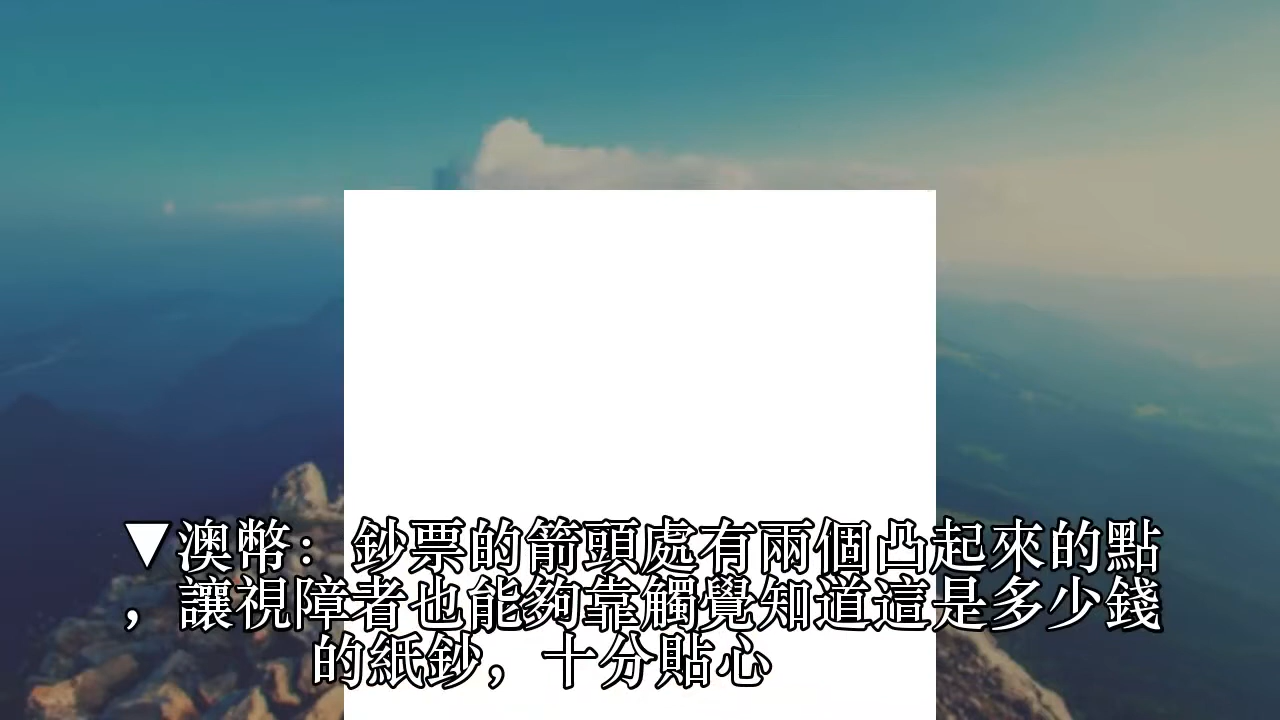 ▼澳幣: 鈔票的箭頭處有兩個凸起來的點
，讓視障者也能夠靠觸覺知道這是多少錢
的紙鈔，十分貼心